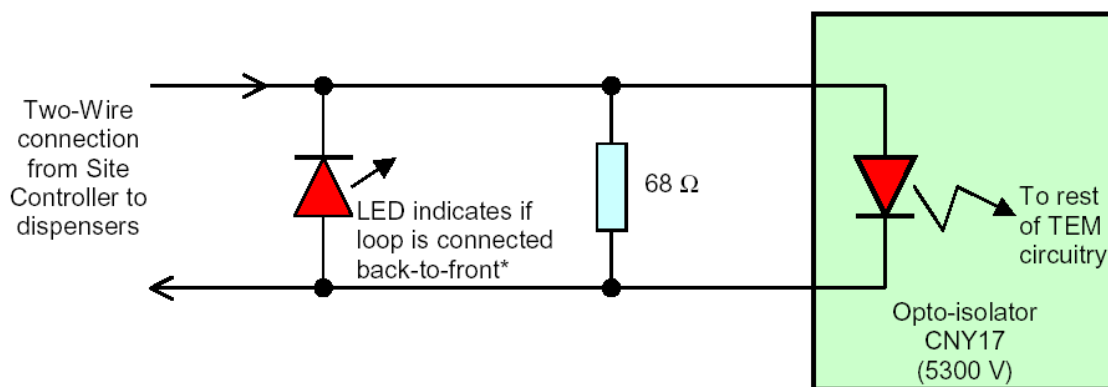 Two-Wire
connection
from Site
Controller to
dispensers
LED indicates if
loop is connected
back-to-front*
68 Ω
To rest
of TEM
circuitry
Opto-isolator
CNY17
(5300 V)